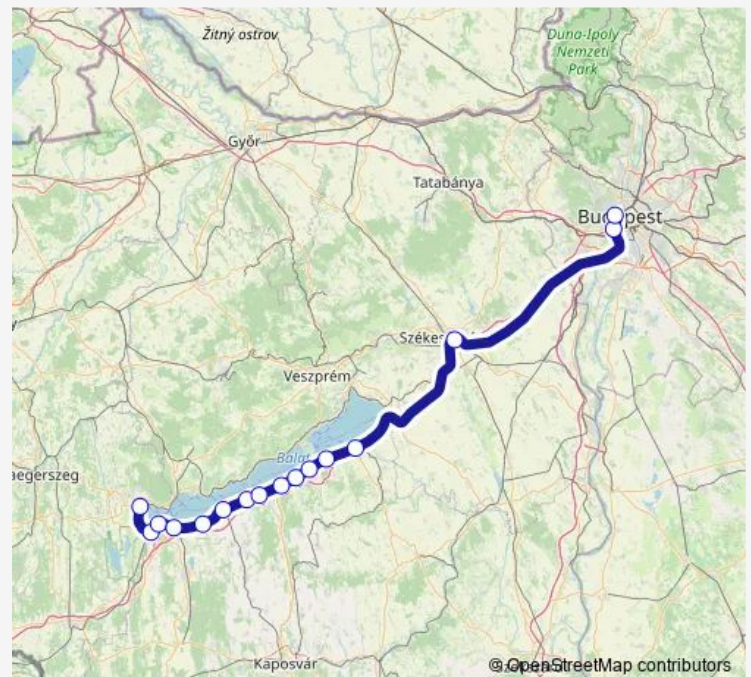 Žitný ostrov
Duna-Ipoly
Nemzeti
Park
Győr
Tatabánya
Budapest
Veszprém
aegerszeg
Kaposvár
© OpenStreetMap contributors